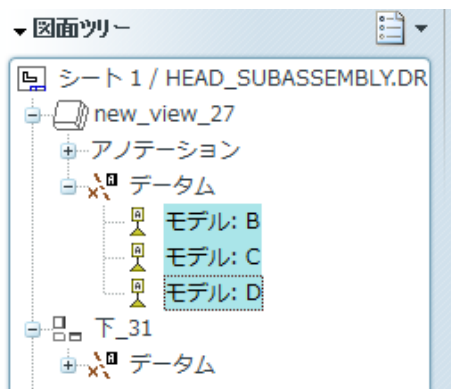 図面ツリー
シート 1 / HEAD_SUBASSEMBLY.DR
new_view_27
アノテーション
データム
モデル: B
モデル: C
モデル: D
下_31
データム